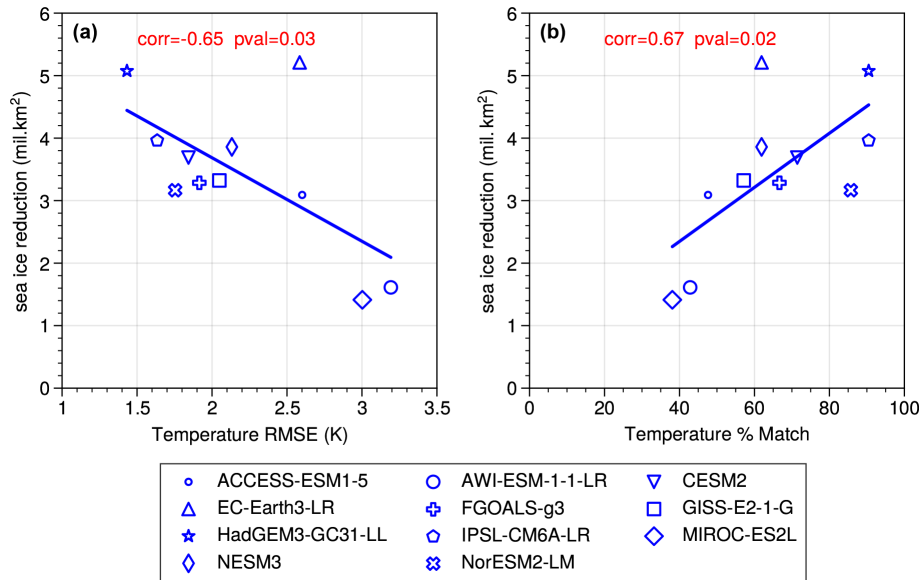 (a)
corr=-0.65 pval=0.03
sea ice reduction (mil.km²)
6
5
4
3
2
1
0
1 1.5 2 2.5 3 3.5
Temperature RMSE (K)
(b)
corr=0.67 pval=0.02
sea ice reduction (mil.km²)
6
5
4
3
2
1
0
0 20 40 60 80 100
Temperature % Match
ACCESS-ESM1-5 AWI-ESM-1-1-LR CESM2
EC-Earth3-LR FGOALS-g3 GISS-E2-1-G
HadGEM3-GC31-LL IPSL-CM6A-LR MIROC-ES2L
NESM3 NorESM2-LM